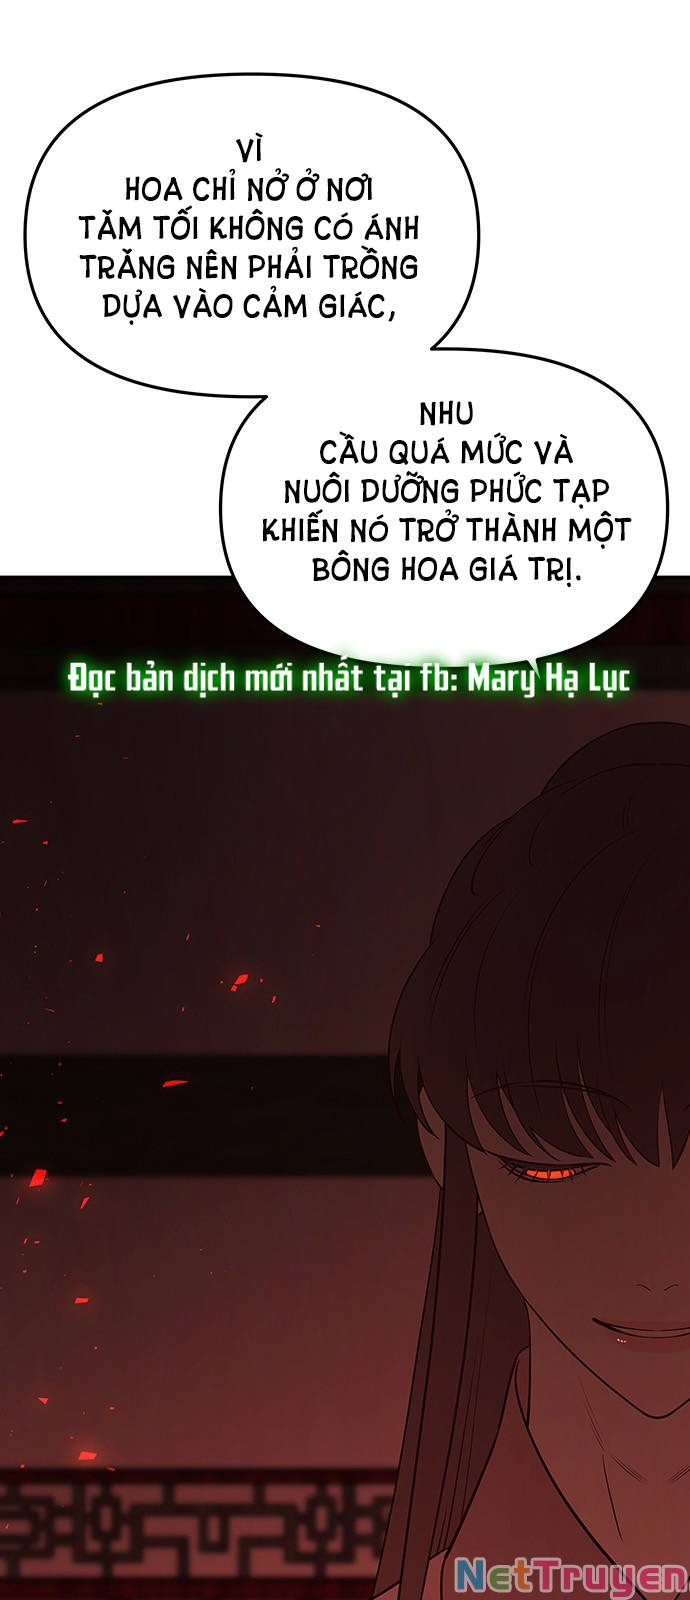 VÌ
HOA CHỈ NỞ Ở NƠI
TĂM TỐI KHÔNG CÓ ÁNH
TRĂNG NÊN PHẢI TRỒNG
DỰA VÀO CẢM GIÁC,
NHU
CẦU QUÁ MỨC VÀ
NUÔI DƯỠNG PHỨC TẠP
KHIẾN NÓ TRỞ THÀNH MỘT
BÔNG HOA GIÁ TRỊ.
Đọc bản dịch mới nhất tại fb: Mary Hạ Lục
NetTruyen